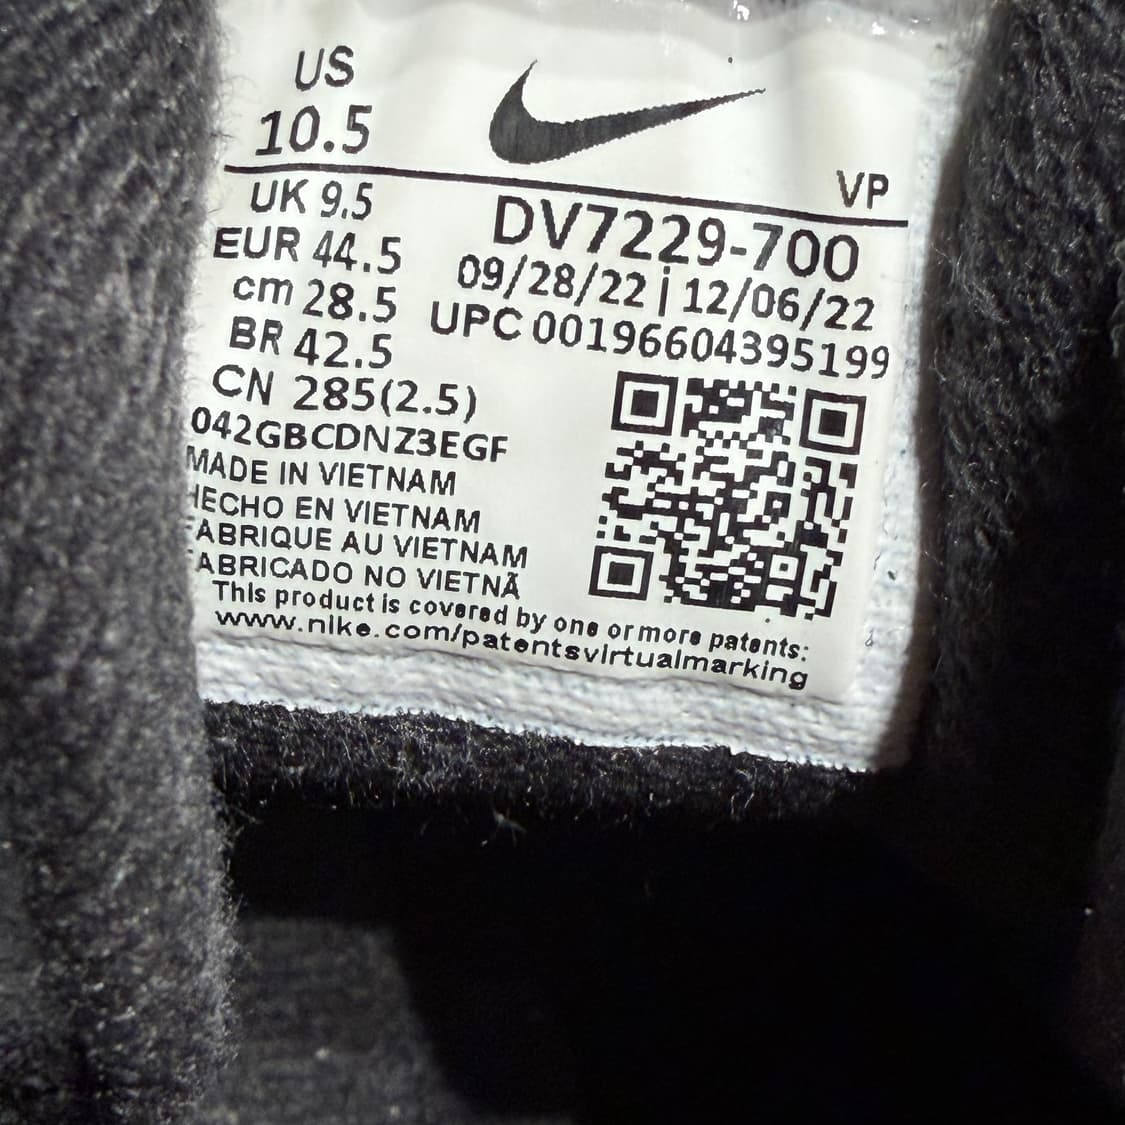 US
10.5
VP
UK 9.5
EUR 44.5
cm 28.5
BR 42.5
CN 285(2.5)
DV7229-700
09/28/22 | 12/06/22
UPC 00196604395199
042GBCDNZ3EGF
MADE IN VIETNAM
HECHO EN VIETNAM
FABRIQUE AU VIETNAM
FABRICADO NO VIETNÃ
This product is covered by one or more patents:
www.nike.com/patentsvirtualmarking